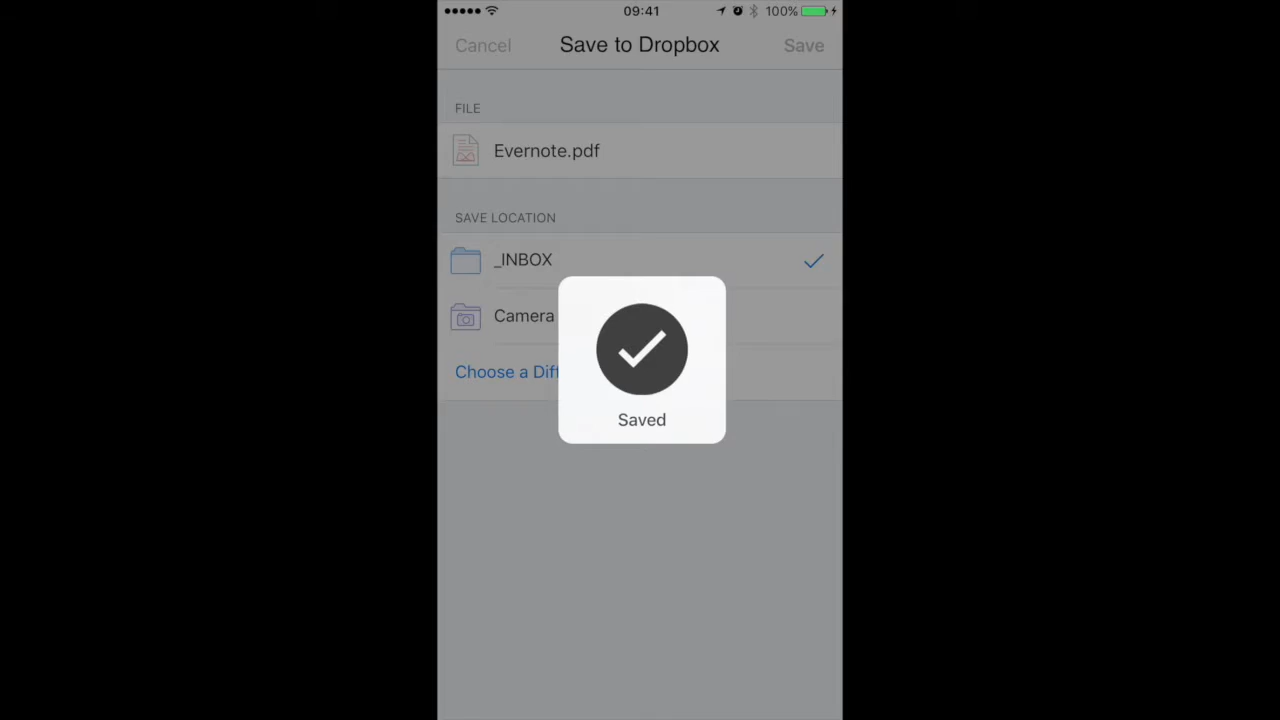 09:41
100%
Cancel
Save to Dropbox
Save
FILE
Evernote.pdf
SAVE LOCATION
_INBOX
Camera
Choose a Diff
Saved